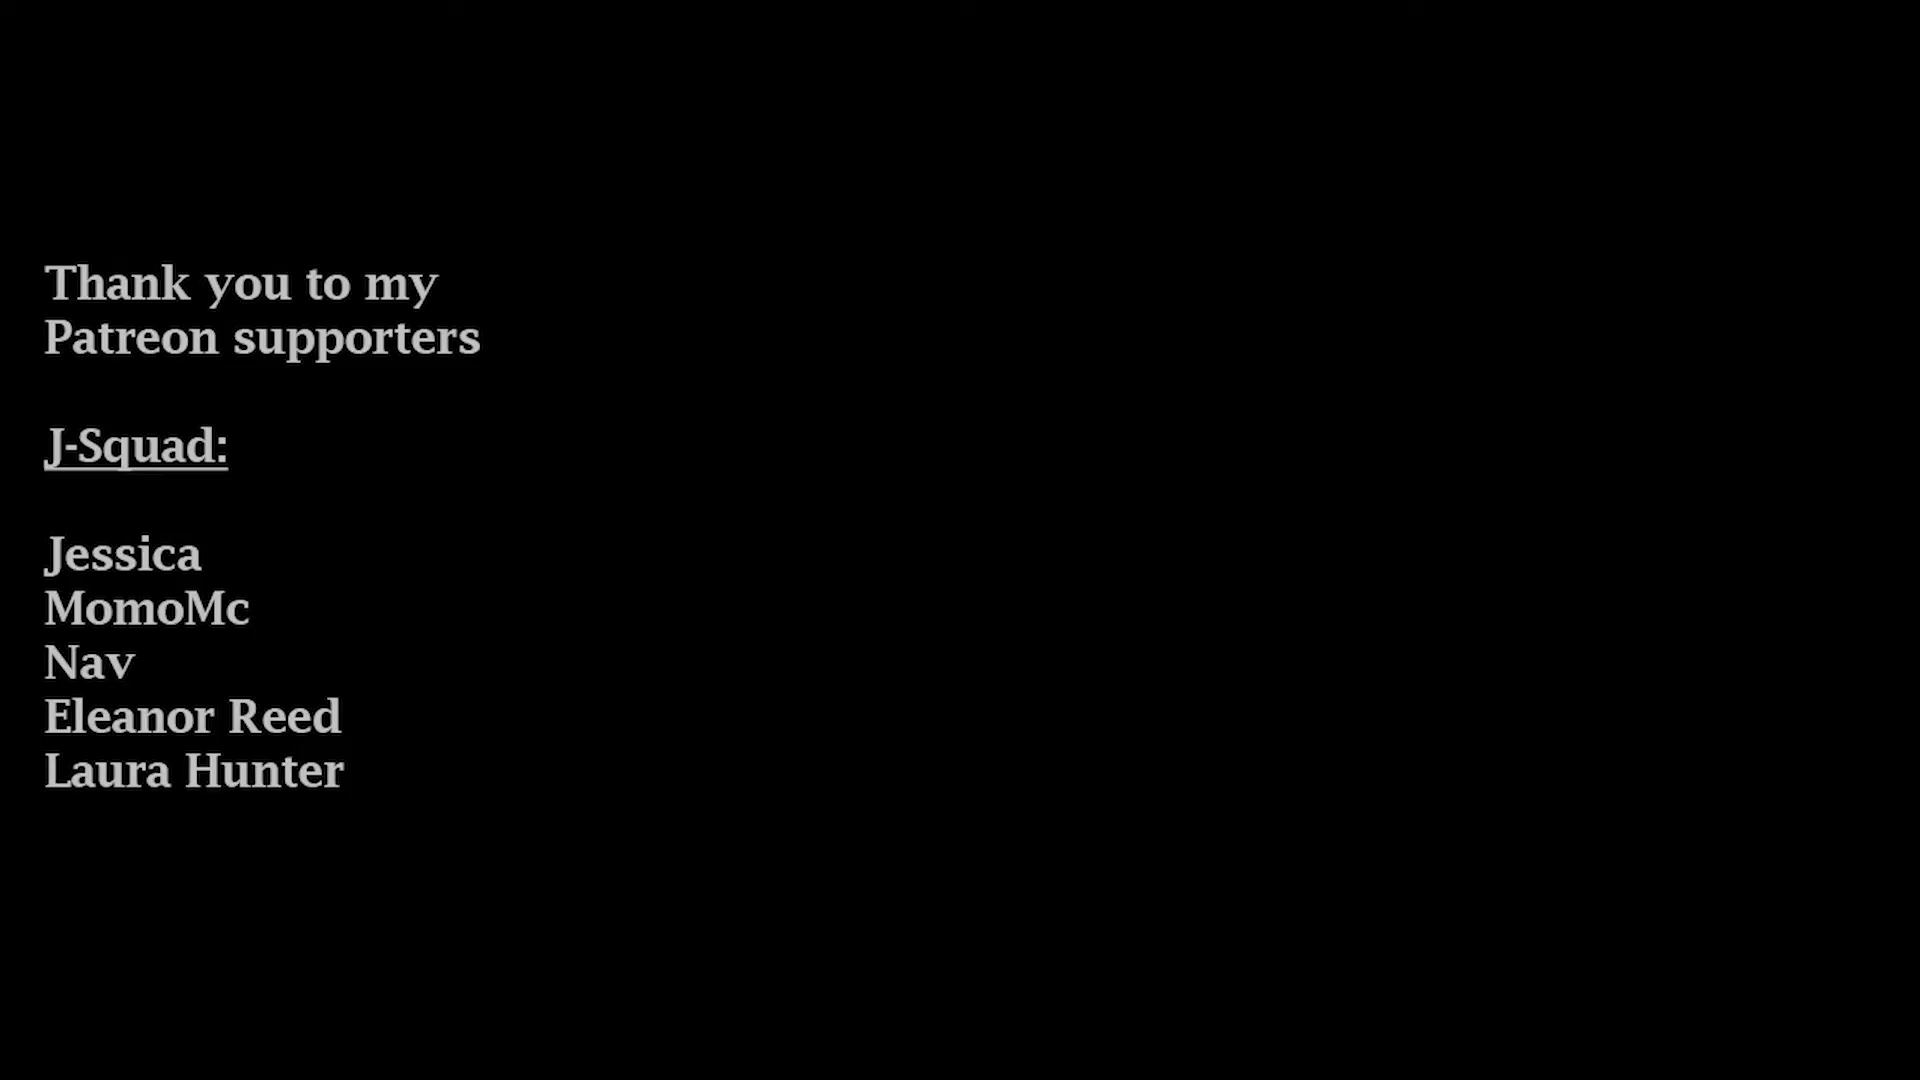 Thank you to my
Patreon supporters
J-Squad:
Jessica
MomoMc
Nav
Eleanor Reed
Laura Hunter